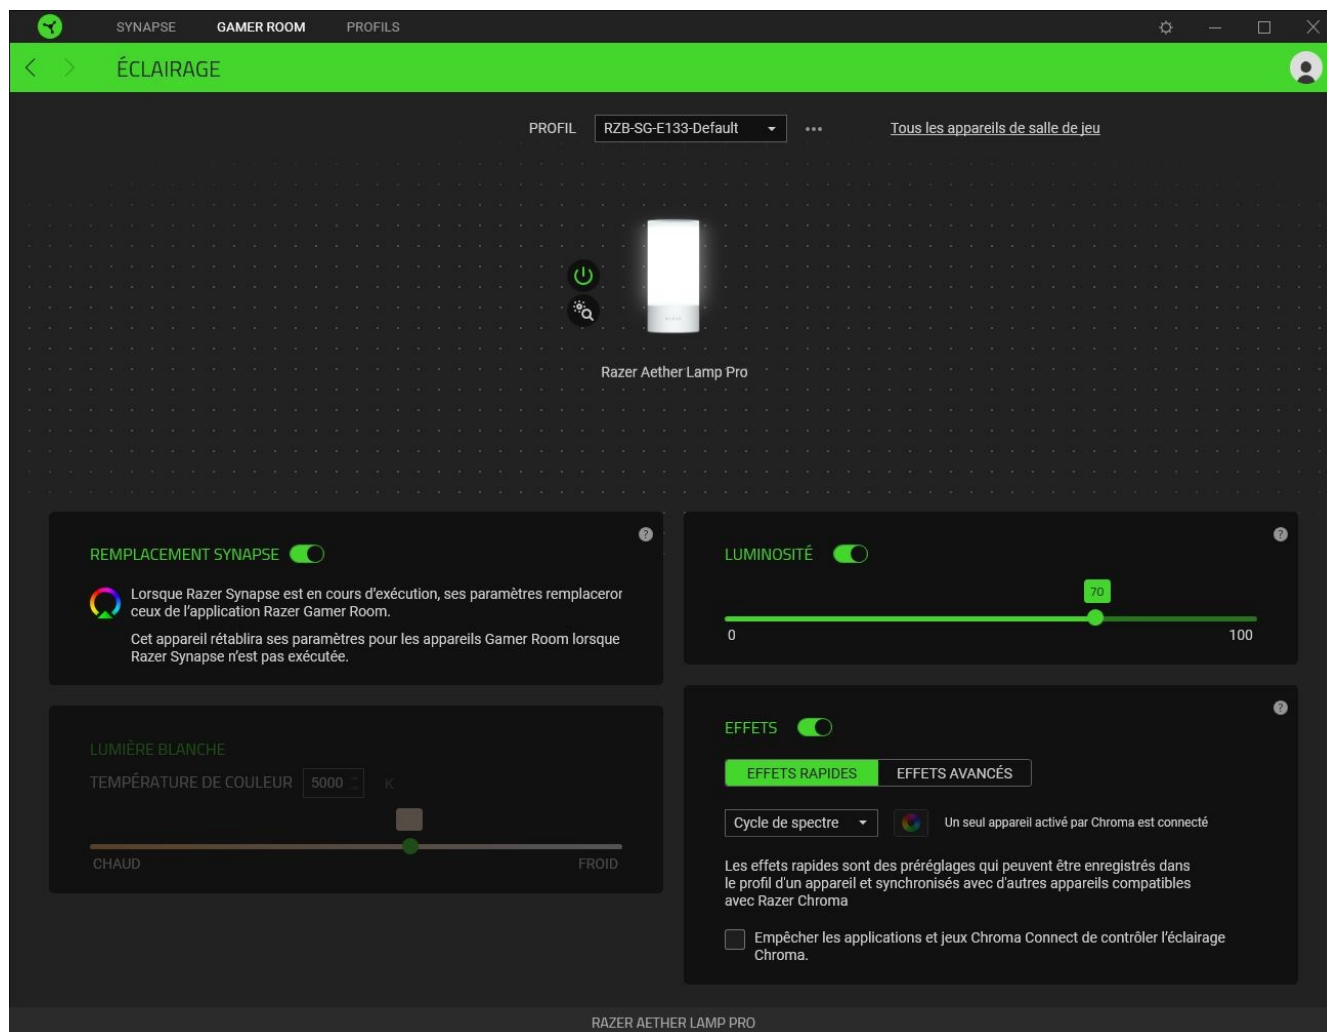 SYNAPSE GAMER ROOM PROFILS
ÉCLAIRAGE
PROFIL RZB-SG-E133-Default Tous les appareils de salle de jeu
Razer Aether Lamp Pro
REMPLACEMENT SYNAPSE
Lorsque Razer Synapse est en cours d'exécution, ses paramètres remplaceror
ceux de l'application Razer Gamer Room.
Cet appareil rétablira ses paramètres pour les appareils Gamer Room lorsque
Razer Synapse n'est pas exécutée.
LUMINOSITÉ
70
0 100
LUMIÈRE BLANCHE
TEMPÉRATURE DE COULEUR 5000 K
CHAUD FROID
EFFETS
EFFETS RAPIDES EFFETS AVANCÉS
Cycle de spectre Un seul appareil activé par Chroma est connecté
Les effets rapides sont des préréglages qui peuvent être enregistrés dans
le profil d'un appareil et synchronisés avec d'autres appareils compatibles
avec Razer Chroma
Empêcher les applications et jeux Chroma Connect de contrôler l'éclairage
Chroma.
RAZER AETHER LAMP PRO